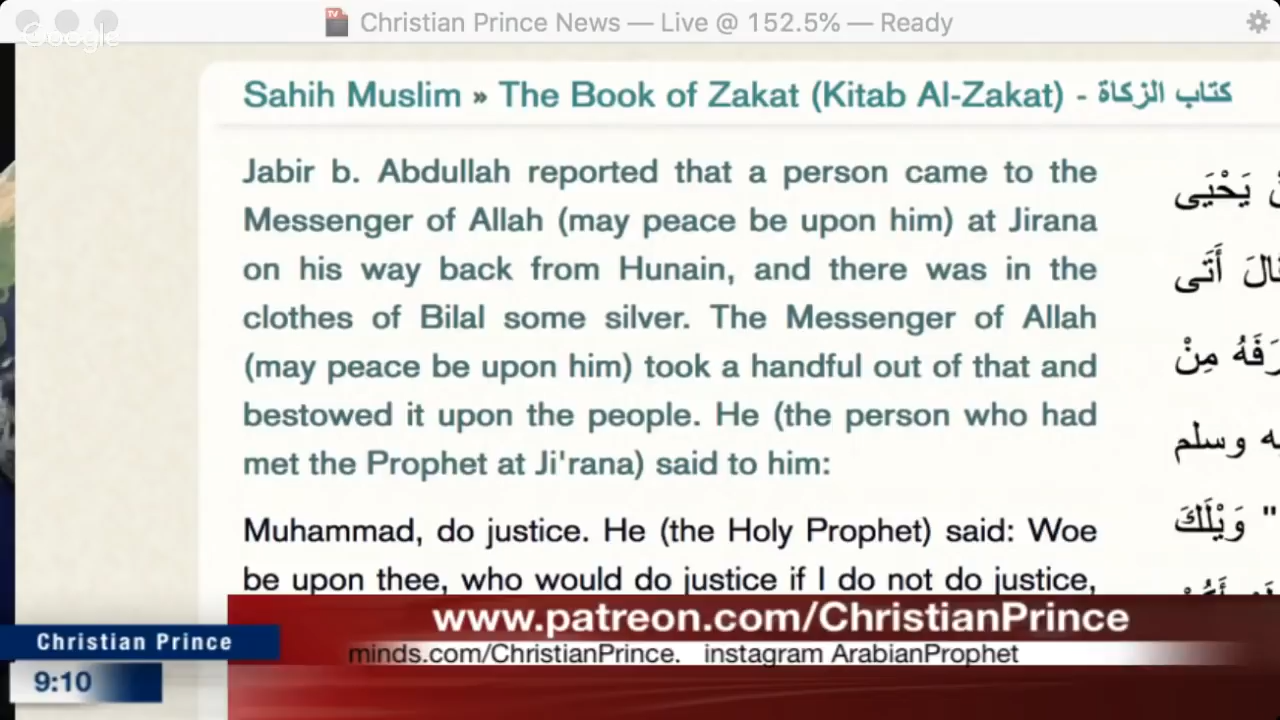 Christian Prince News — Live @ 152.5% — Ready
Google
Sahih Muslim » The Book of Zakat (Kitab Al-Zakat) - كتاب الزكاة
Jabir b. Abdullah reported that a person came to the
Messenger of Allah (may peace be upon him) at Jirana
on his way back from Hunain, and there was in the
clothes of Bilal some silver. The Messenger of Allah
(may peace be upon him) took a handful out of that and
bestowed it upon the people. He (the person who had
met the Prophet at Ji'rana) said to him:
Muhammad, do justice. He (the Holy Prophet) said: Woe
be upon thee, who would do justice if I do not do justice,
يَحْيَى
أَتَى
مِنْ
وسلم
" وَيْلَكَ
www.patreon.com/ChristianPrince
Christian Prince
minds.com/ChristianPrince. instagram ArabianProphet
9:10